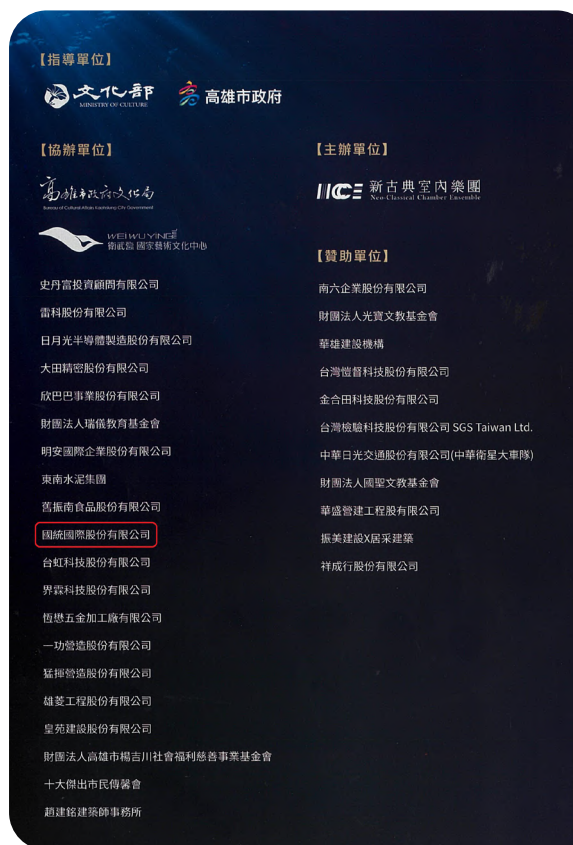 【指導單位】
文化部
MINISTRY OF CULTURE
高雄市政府
【協辦單位】
高雄市政府文化局
Bureau of Cultural Affairs Kaohsiung City Government
WEI WU YING
衛武營 國家藝術文化中心
史丹富投資顧問有限公司
雷科股份有限公司
日月光半導體製造股份有限公司
大田精密股份有限公司
欣巴巴事業股份有限公司
財團法人瑞儀教育基金會
明安國際企業股份有限公司
東南水泥集團
舊振南食品股份有限公司
國統國際股份有限公司
台虹科技股份有限公司
界霖科技股份有限公司
恆懋五金加工廠有限公司
一功營造股份有限公司
猛揮營造股份有限公司
雄菱工程股份有限公司
皇苑建設股份有限公司
財團法人高雄市楊吉川社會福利慈善事業基金會
十大傑出市民傳馨會
趙建銘建築師事務所
【主辦單位】
NCE 新古典室內樂團
Neo-Classical Chamber Ensemble
【贊助單位】
南六企業股份有限公司
財團法人光寶文教基金會
華雄建設機構
台灣愷督科技股份有限公司
金合田科技股份有限公司
台灣檢驗科技股份有限公司 SGS Taiwan Ltd.
中華日光交通股份有限公司(中華衛星大車隊)
財團法人國聖文教基金會
華盛營建工程股有限公司
振美建設X居采建築
祥成行股份有限公司